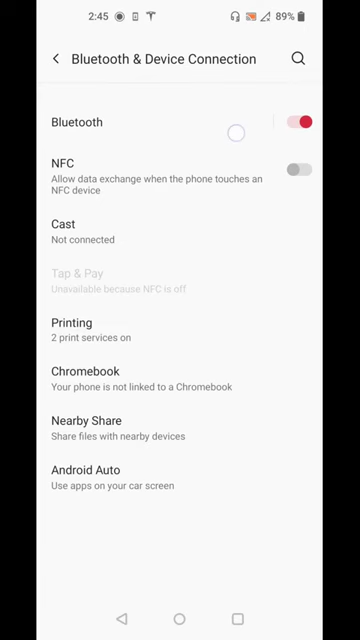 2:45
89%
Bluetooth & Device Connection
Bluetooth
NFC
Allow data exchange when the phone touches an
NFC device
Cast
Not connected
Tap & Pay
Unavailable because NFC is off
Printing
2 print services on
Chromebook
Your phone is not linked to a Chromebook
Nearby Share
Share files with nearby devices
Android Auto
Use apps on your car screen